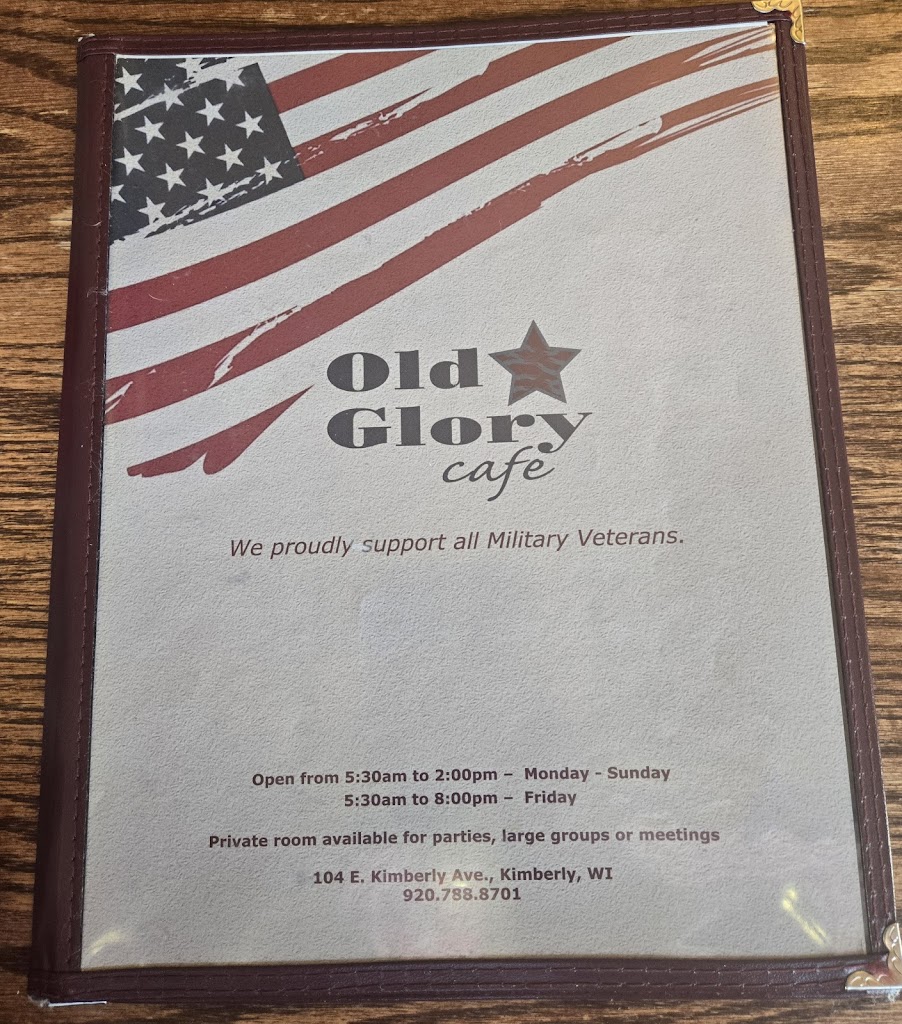 Old
Glory
cafe
We proudly support all Military Veterans.
Open from 5:30am to 2:00pm – Monday - Sunday
5:30am to 8:00pm – Friday
Private room available for parties, large groups or meetings
104 E. Kimberly Ave., Kimberly, WI
920.788.8701